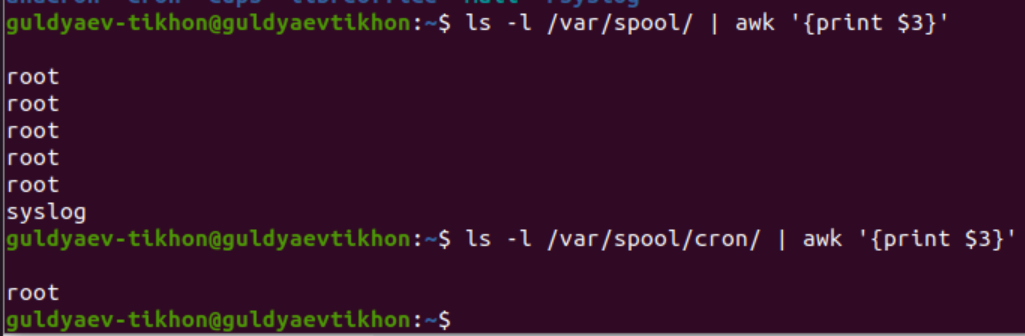 guldyaev-tikhon@guldyaevtikhon:~$ ls -l /var/spool/ | awk '{print $3}'
root
root
root
root
root
syslog
guldyaev-tikhon@guldyaevtikhon:~$ ls -l /var/spool/cron/ | awk '{print $3}'
root
guldyaev-tikhon@guldyaevtikhon:~$